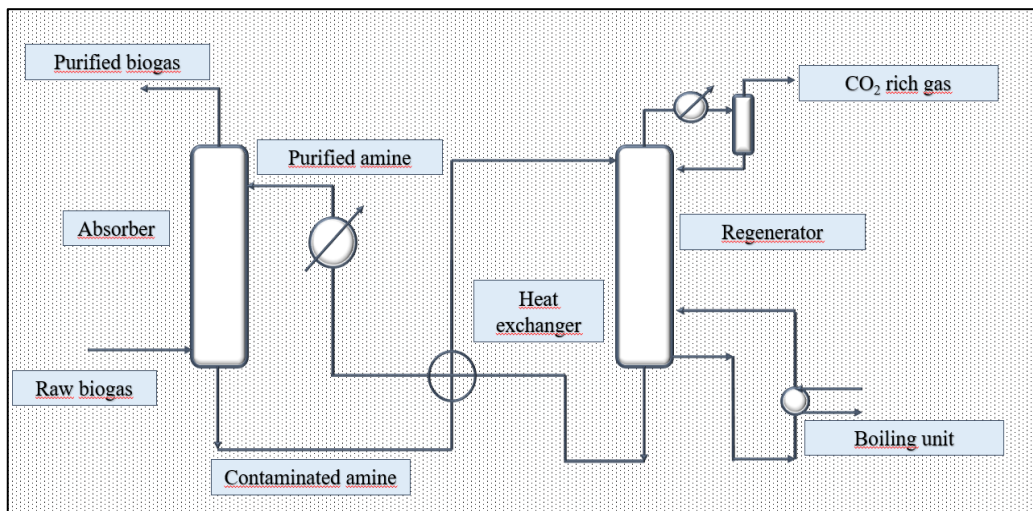 Purified biogas
CO₂ rich gas
Purified amine
Absorber
Regenerator
Heat
exchanger
Raw biogas
Boiling unit
Contaminated amine